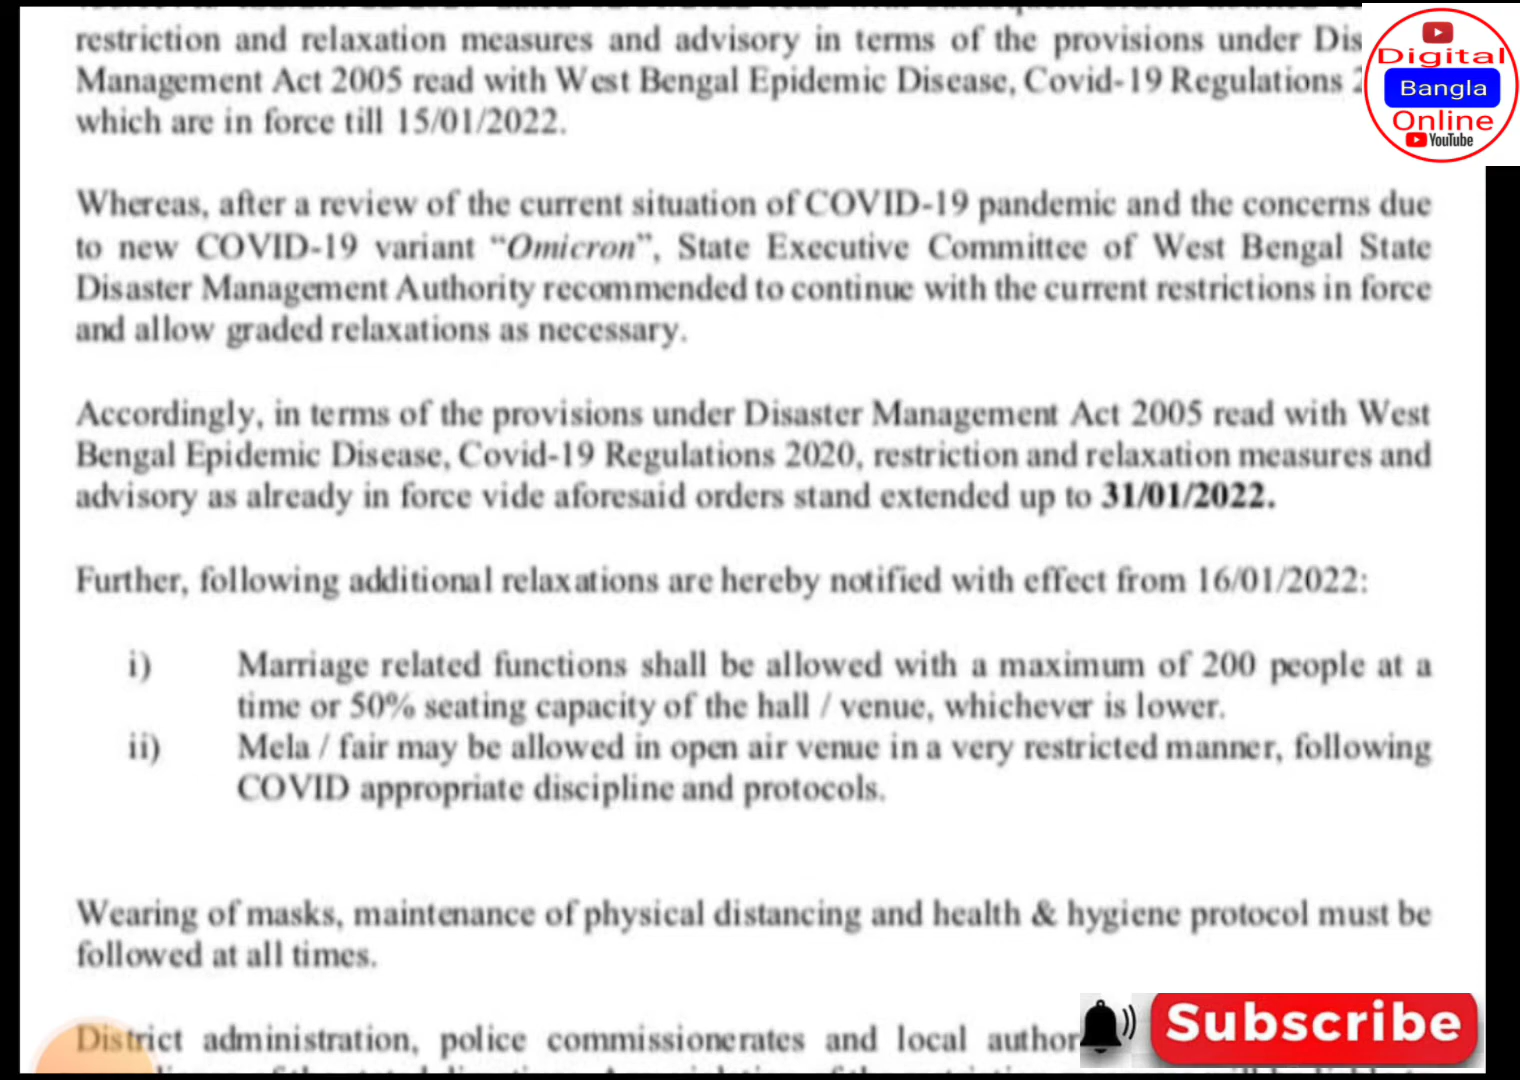 restriction and relaxation measures and advisory in terms of the provisions under Dis
Management Act 2005 read with West Bengal Epidemic Disease, Covid-19 Regulations
which are in force till 15/01/2022.
Digital
Bangla
Online
YouTube
Whereas, after a review of the current situation of COVID-19 pandemic and the concerns due
to new COVID-19 variant “Omicron”, State Executive Committee of West Bengal State
Disaster Management Authority recommended to continue with the current restrictions in force
and allow graded relaxations as necessary.
Accordingly, in terms of the provisions under Disaster Management Act 2005 read with West
Bengal Epidemic Disease, Covid-19 Regulations 2020, restriction and relaxation measures and
advisory as already in force vide aforesaid orders stand extended up to 31/01/2022.
Further, following additional relaxations are hereby notified with effect from 16/01/2022:
i) Marriage related functions shall be allowed with a maximum of 200 people at a
time or 50% seating capacity of the hall / venue, whichever is lower.
ii) Mela / fair may be allowed in open air venue in a very restricted manner, following
COVID appropriate discipline and protocols.
Wearing of masks, maintenance of physical distancing and health & hygiene protocol must be
followed at all times.
District administration, police commissionerates and local author
Subscribe